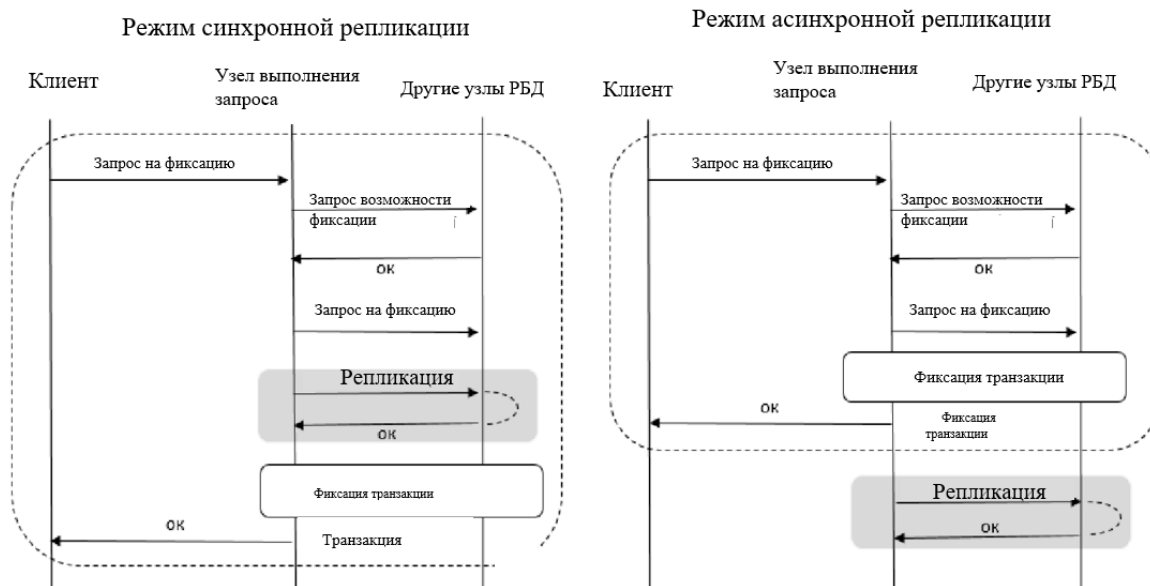 Режим синхронной репликации
Клиент
Узел выполнения
запроса
Другие узлы РБД
Запрос на фиксацию
Запрос возможности
фиксации
ОК
Запрос на фиксацию
Репликация
ОК
Фиксация транзакции
ОК
Транзакция
Режим асинхронной репликации
Клиент
Узел выполнения
запроса
Другие узлы РБД
Запрос на фиксацию
Запрос возможности
фиксации
ОК
Запрос на фиксацию
Фиксация транзакции
ОК
Фиксация
транзакции
Репликация
ОК